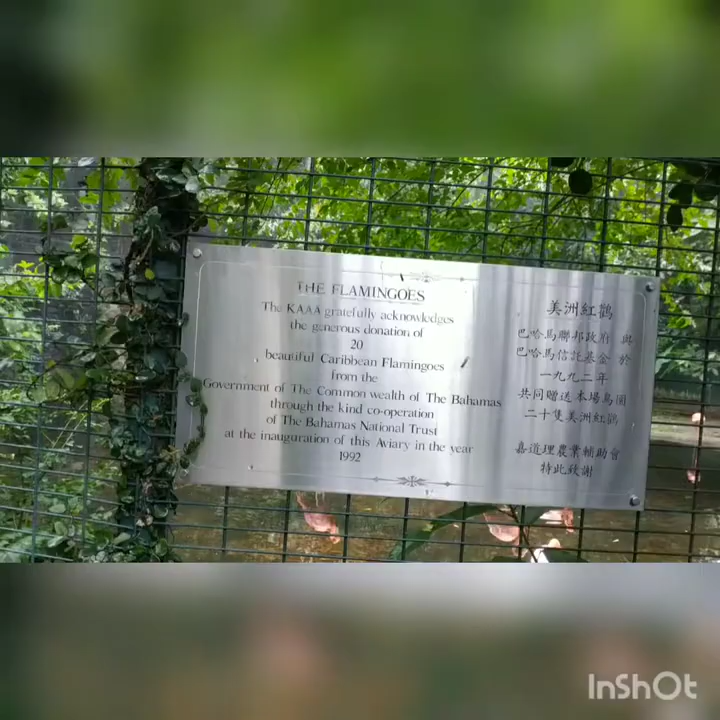 THE FLAMINGOES
The KAAA gratefully acknowledges
the generous donation of
20
beautiful Caribbean Flamingoes
from the
Government of The Common wealth of The Bahamas
through the kind co-operation
of The Bahamas National Trust
at the inauguration of this Aviary in the year
1992
美洲紅鸛
巴哈馬聯邦政府 與
巴哈馬信託基金 於
一九九二年
共同贈送本場鳥園
二十隻美洲紅鸛
嘉道理農業輔助會
特此致謝
InShOt